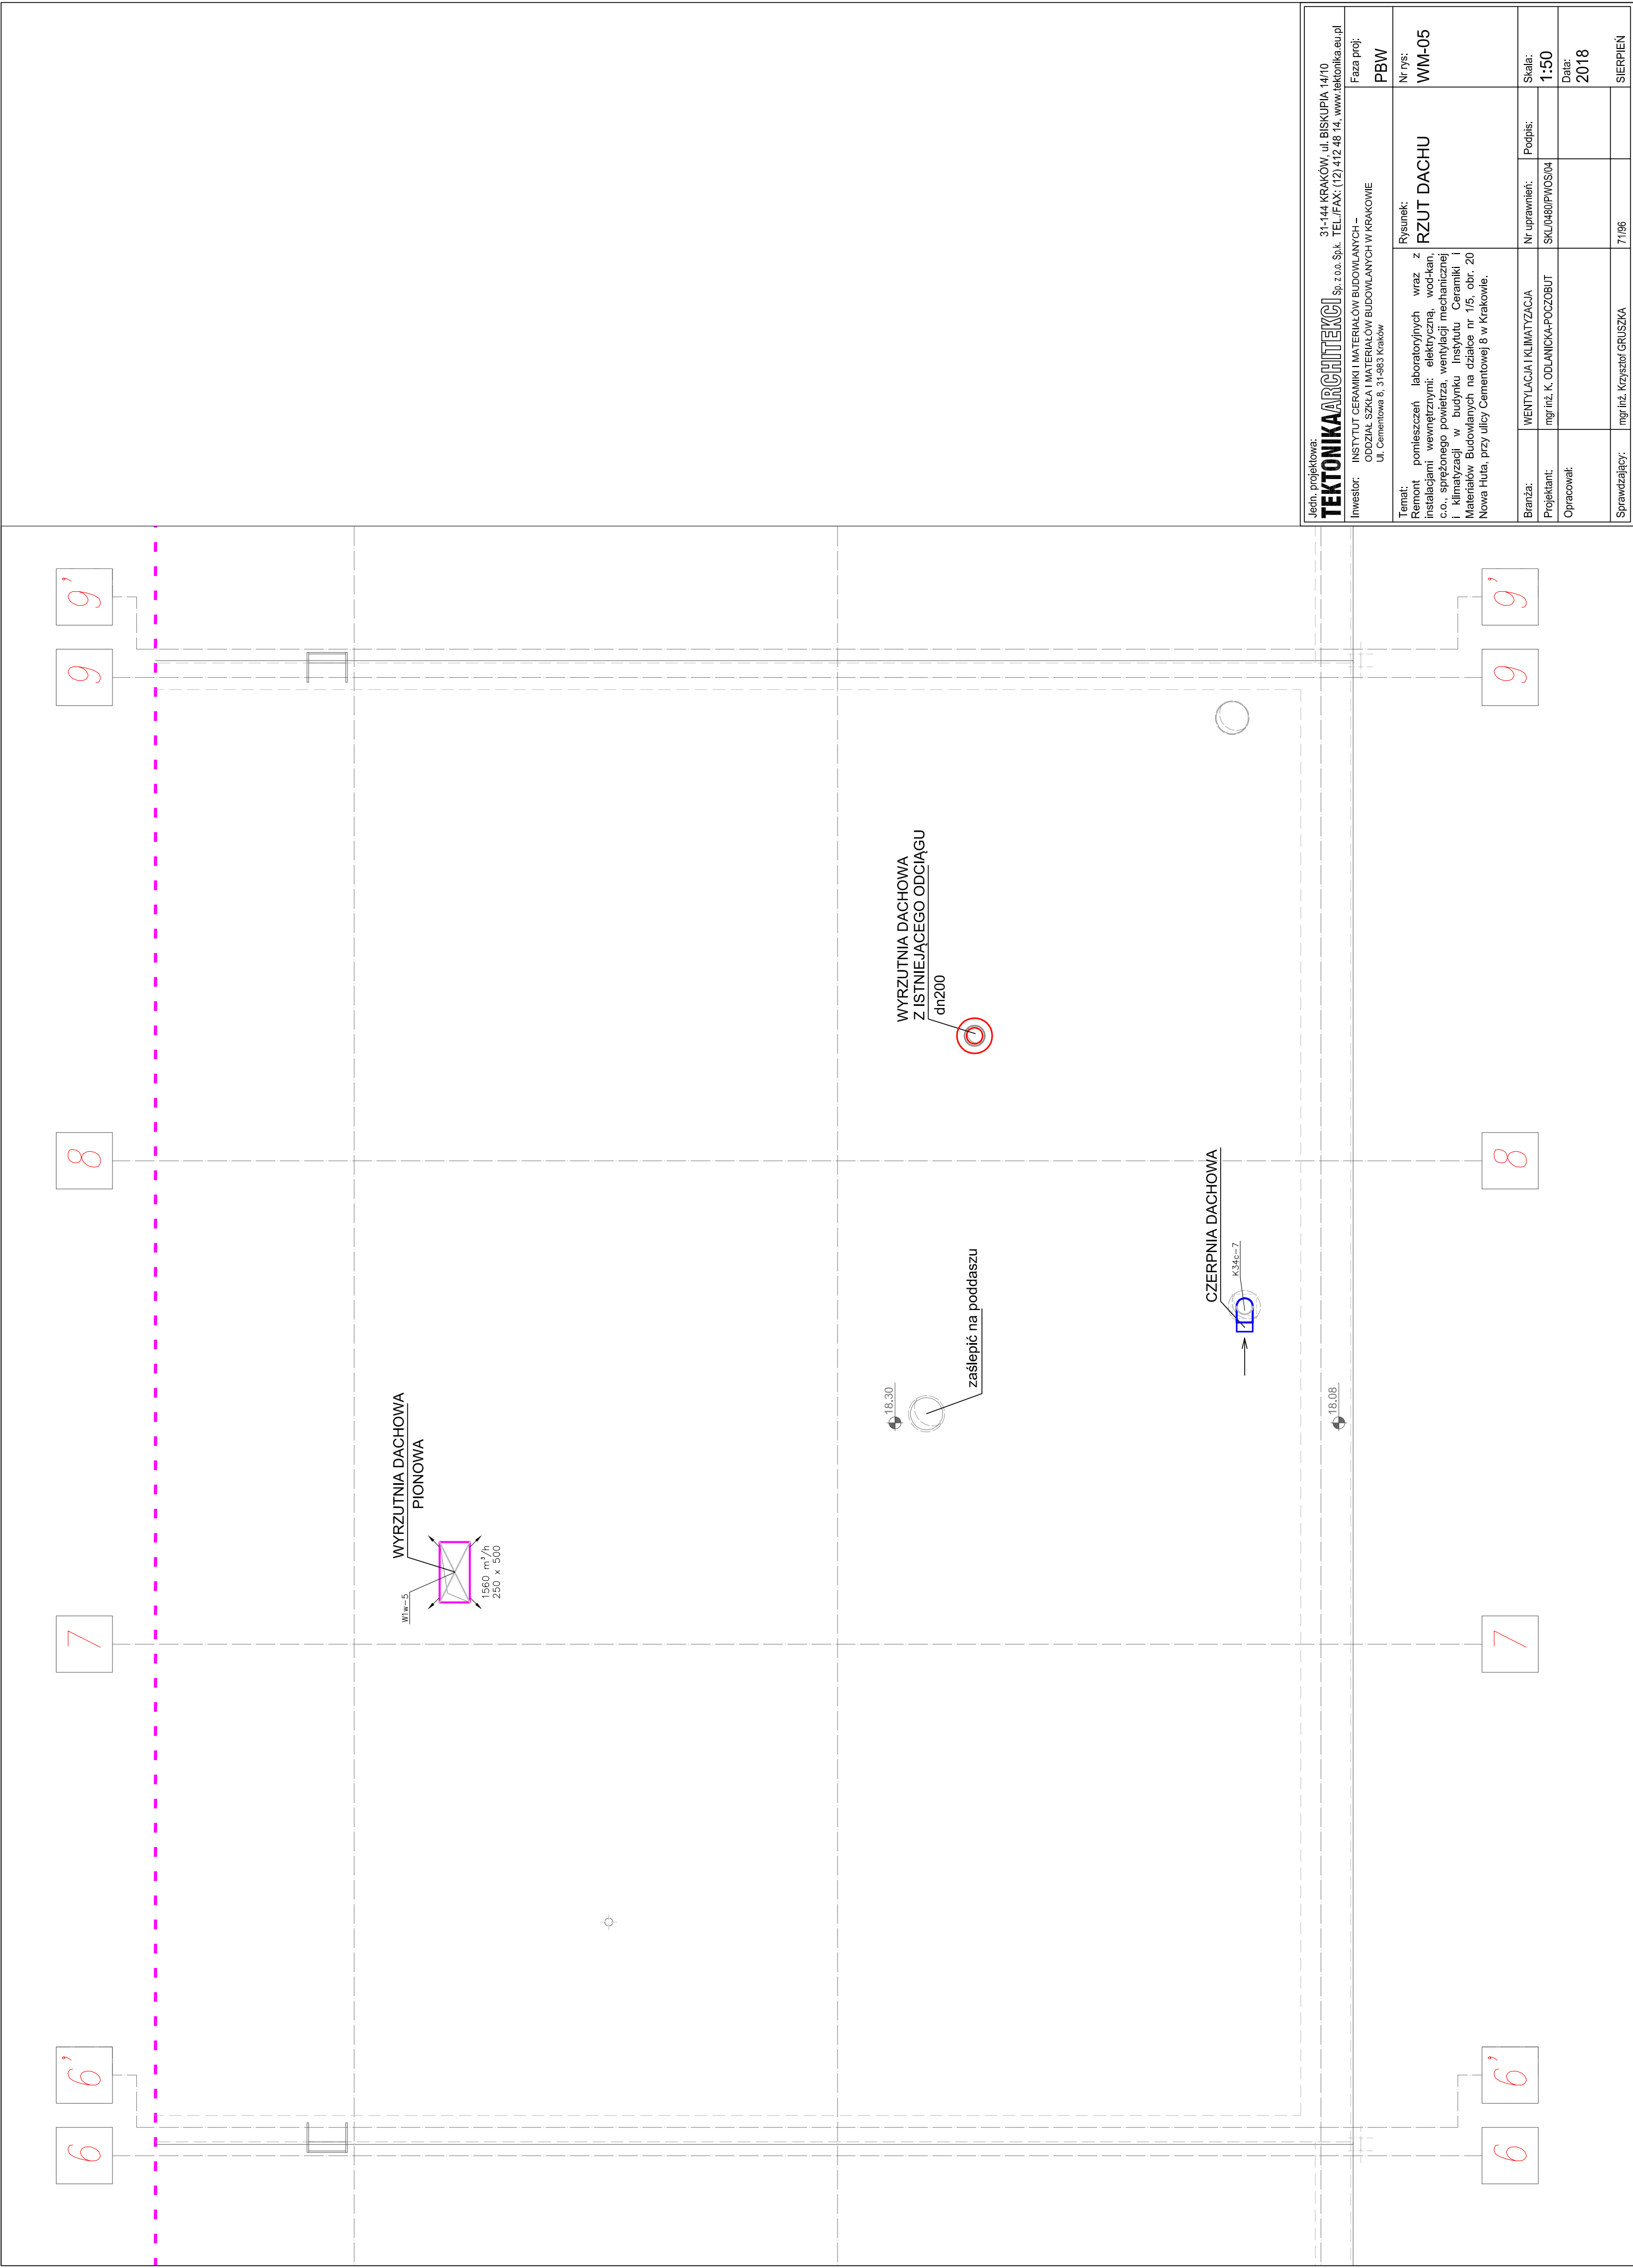 6
6'
7
8
9
9'
WYRZUTNIA DACHOWA
PIONOWA
W1w-5
1560 m³/h
250 x 500
WYRZUTNIA DACHOWA
Z ISTNIEJĄCEGO ODCIĄGU
dn200
18.30
zaślepić na poddaszu
CZERPNIA DACHOWA
K34c-7
18.08
6
6'
7
8
9
9'
Jedn. projektowa:
TEKTONIKA ARCHITEKCI Sp. z o.o. Sp.k.
31-144 KRAKÓW, ul. BISKUPIA 14/10
TEL./FAX: (12) 412 48 14, www.tektonika.eu.pl
Inwestor:
INSTYTUT CERAMIKI I MATERIAŁÓW BUDOWLANYCH –
ODDZIAŁ SZKŁA I MATERIAŁÓW BUDOWLANYCH W KRAKOWIE
Ul. Cementowa 8, 31-983 Kraków
Faza proj:
PBW
Temat:
Remont pomieszczeń laboratoryjnych wraz z
instalacjami wewnętrznymi: elektryczną, wod-kan,
c.o., sprężonego powietrza, wentylacji mechanicznej
i klimatyzacji w budynku Instytutu Ceramiki i
Materiałów Budowlanych na działce nr 1/5, obr. 20
Nowa Huta, przy ulicy Cementowej 8 w Krakowie.
Rysunek:
RZUT DACHU
Nr rys:
WM-05
Branża: WENTYLACJA I KLIMATYZACJA Nr uprawnień: Podpis: Skala:
Projektant: mgr inż. K. ODLANICKA-POCZOBUT SKL/0480/PWOS/04 1:50
Opracował: Data:
2018
Sprawdzający: mgr inż. Krzysztof GRUSZKA 71/96 SIERPIEŃ